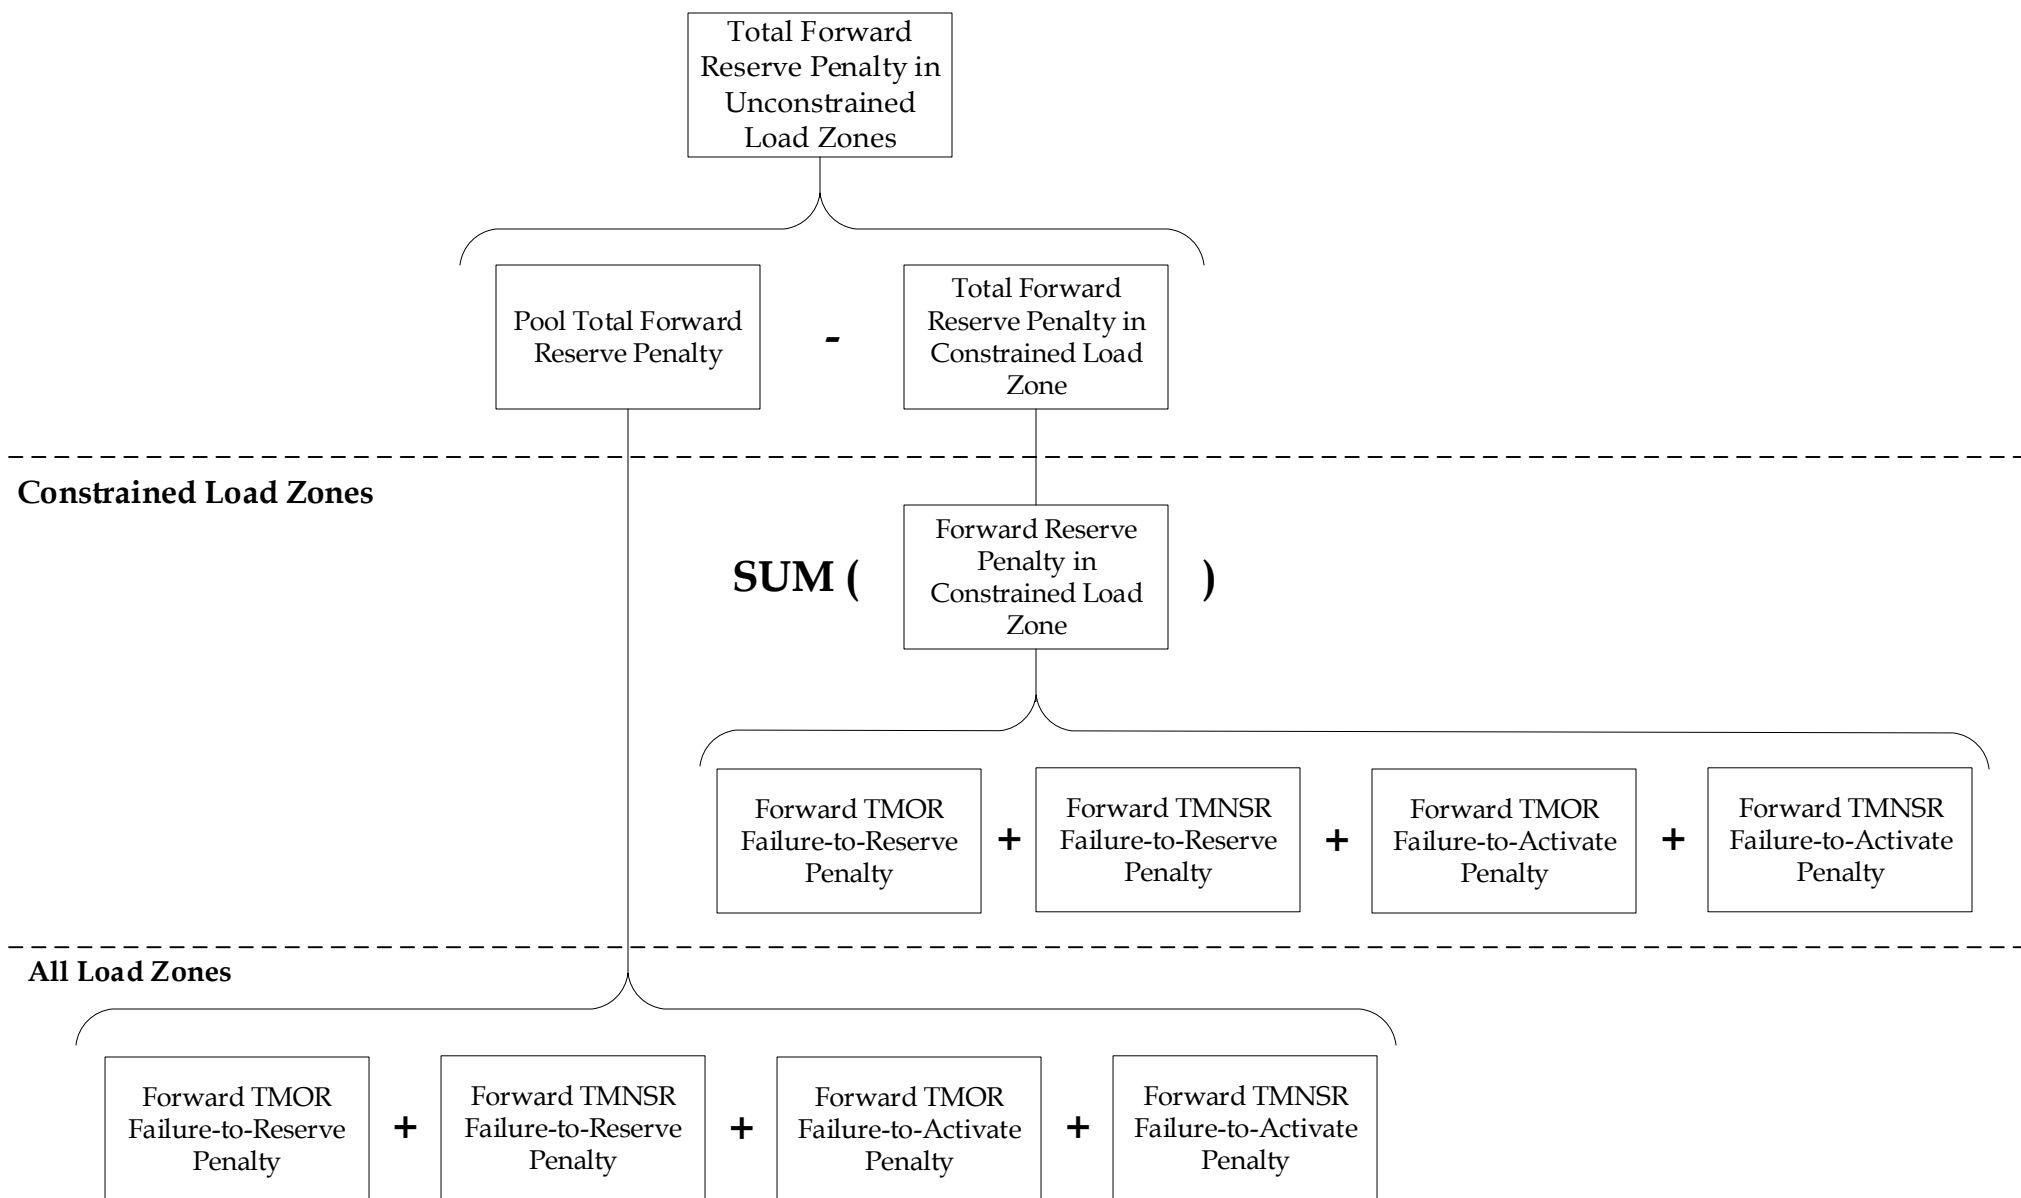 Total Forward
Reserve Penalty in
Unconstrained
Load Zones
Pool Total Forward
Reserve Penalty
-
Total Forward
Reserve Penalty in
Constrained Load
Zone
Constrained Load Zones
SUM (
Forward Reserve
Penalty in
Constrained Load
Zone
)
Forward TMOR
Failure-to-Reserve
Penalty
+
Forward TMNSR
Failure-to-Reserve
Penalty
+
Forward TMOR
Failure-to-Activate
Penalty
+
Forward TMNSR
Failure-to-Activate
Penalty
All Load Zones
Forward TMOR
Failure-to-Reserve
Penalty
+
Forward TMNSR
Failure-to-Reserve
Penalty
+
Forward TMOR
Failure-to-Activate
Penalty
+
Forward TMNSR
Failure-to-Activate
Penalty